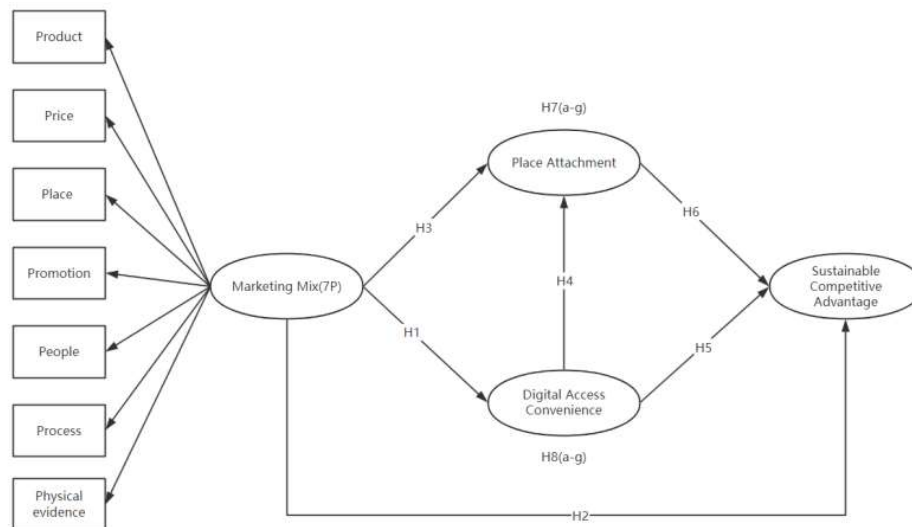 Product
Price
Place
Promotion
People
Process
Physical
evidence
Marketing Mix(7P)
H3
H1
H7(a-g)
Place Attachment
H4
Digital Access
Convenience
H8(a-g)
H6
H5
Sustainable
Competitive
Advantage
H2